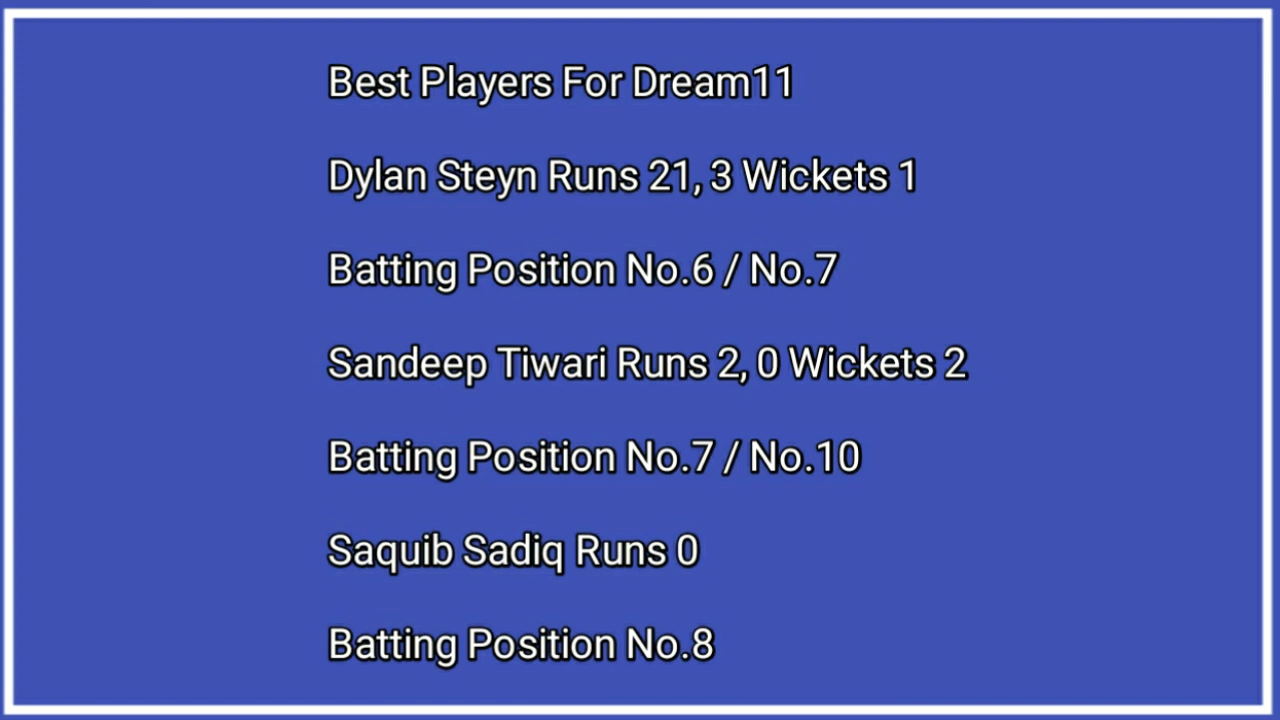 Best Players For Dream11
Dylan Steyn Runs 21, 3 Wickets 1
Batting Position No.6 / No.7
Sandeep Tiwari Runs 2, 0 Wickets 2
Batting Position No.7 / No.10
Saquib Sadiq Runs 0
Batting Position No.8